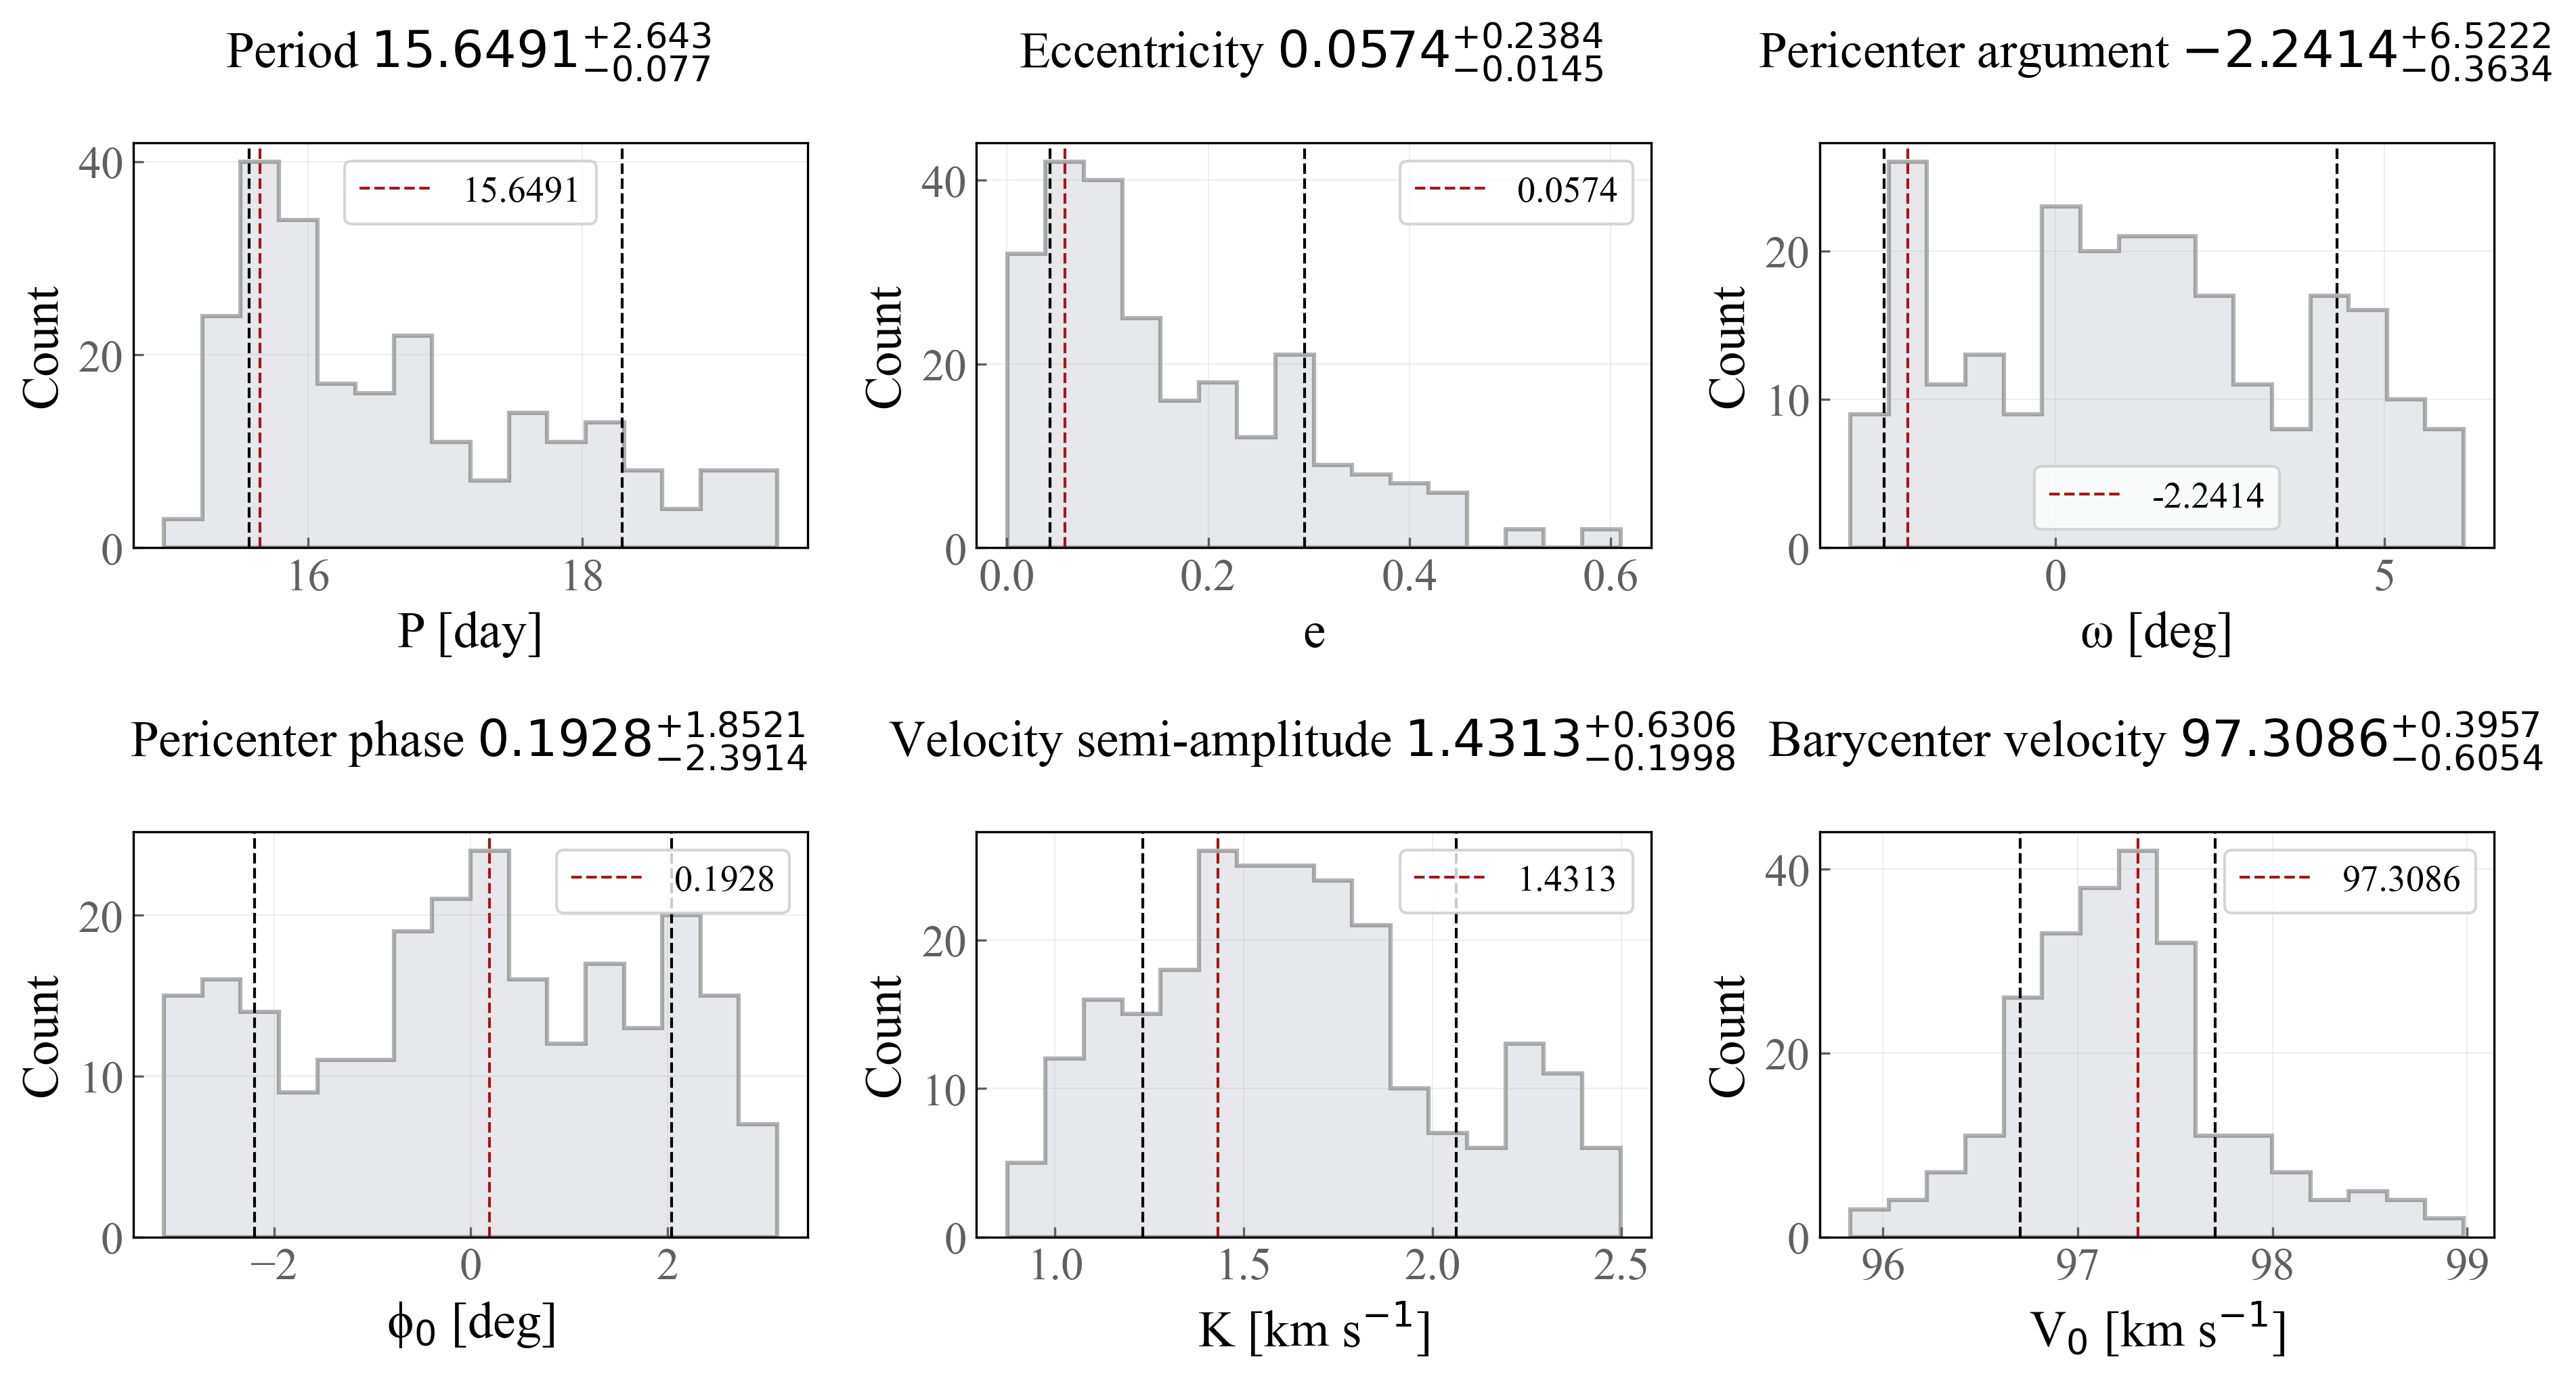 Period 15.6491 +2.643 −0.077
Eccentricity 0.0574 +0.2384 −0.0145
Pericenter argument −2.2414 +6.5222 −0.3634
40
20
0
Count
15.6491
16 18
P [day]
40
20
0
Count
0.0574
0.0 0.2 0.4 0.6
e
20
10
0
Count
-2.2414
0 5
ω [deg]
Pericenter phase 0.1928 +1.8521 −2.3914
Velocity semi-amplitude 1.4313 +0.6306 −0.1998
Barycenter velocity 97.3086 +0.3957 −0.6054
20
10
0
Count
0.1928
−2 0 2
ϕ₀ [deg]
20
10
0
Count
1.4313
1.0 1.5 2.0 2.5
K [km s⁻¹]
40
20
0
Count
97.3086
96 97 98 99
V₀ [km s⁻¹]